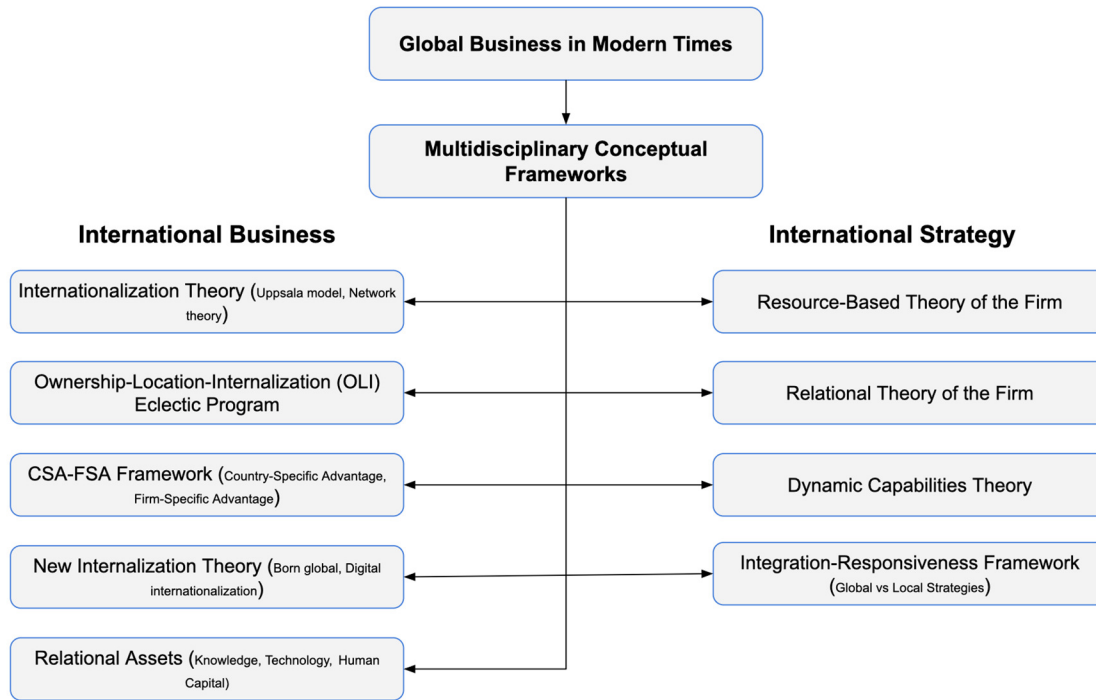 Global Business in Modern Times
Multidisciplinary Conceptual
Frameworks
International Business
International Strategy
Internationalization Theory (Uppsala model, Network
theory)
Resource-Based Theory of the Firm
Ownership-Location-Internalization (OLI)
Eclectic Program
Relational Theory of the Firm
CSA-FSA Framework (Country-Specific Advantage,
Firm-Specific Advantage)
Dynamic Capabilities Theory
New Internalization Theory (Born global, Digital
internationalization)
Integration-Responsiveness Framework
(Global vs Local Strategies)
Relational Assets (Knowledge, Technology, Human
Capital)